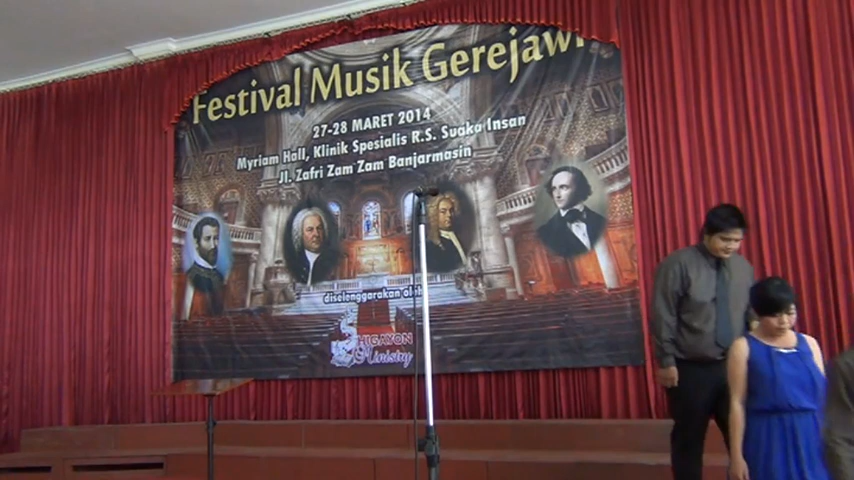 Festival Musik Gerejawi
27-28 MARET 2014
Myriam Hall, Klinik Spesialis R.S. Suaka Insan
Jl. Zafri Zam Zam Banjarmasin
diselenggarakan oleh
HIGAYON
Ministry